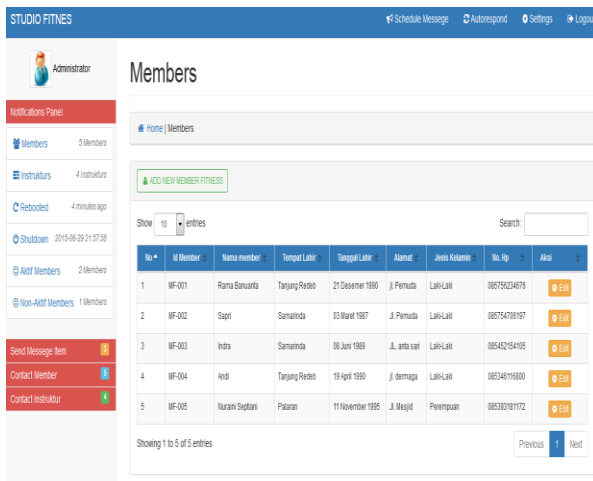 STUDIO FITNES
Schedule Messege Autorespond Settings Logou
Administrator
Notifications Panel
Members 5 Members
Instrukturs 4 Instrukturs
Rebooted 4 minutes ago
Shutdown 2015-06-29 21:57:58
Aktif Members 2 Members
Non-Aktif Members 1 Members
Send Messege Item 3
Contact Member 5
Contact Instruktur 4
Members
Home | Members
ADD NEW MEMBER FITNESS
Show 10 entries Search:
No Id Member Nama member Tempat Lahir Tanggal Lahir Alamat Jenis Kelamin No. Hp Aksi
1 MF-001 Rama Banuanta Tanjung Redeb 21 Desember 1990 jl. Pemuda Laki-Laki 085756234676 Edit
2 MF-002 Sapri Samarinda 03 Maret 1987 Jl. Pemuda Laki-Laki 085754706197 Edit
3 MF-003 Indra Samarinda 08 Juni 1989 JL. anta sari Laki-Laki 085452154105 Edit
4 MF-004 Andi Tanjung Redeb 19 April 1990 jl. dermaga Laki-Laki 085346116800 Edit
5 MF-005 Nuraini Septiani Palaran 11 November 1995 Jl. Mesjid Perempuan 085393181172 Edit
Showing 1 to 5 of 5 entries
Previous 1 Next